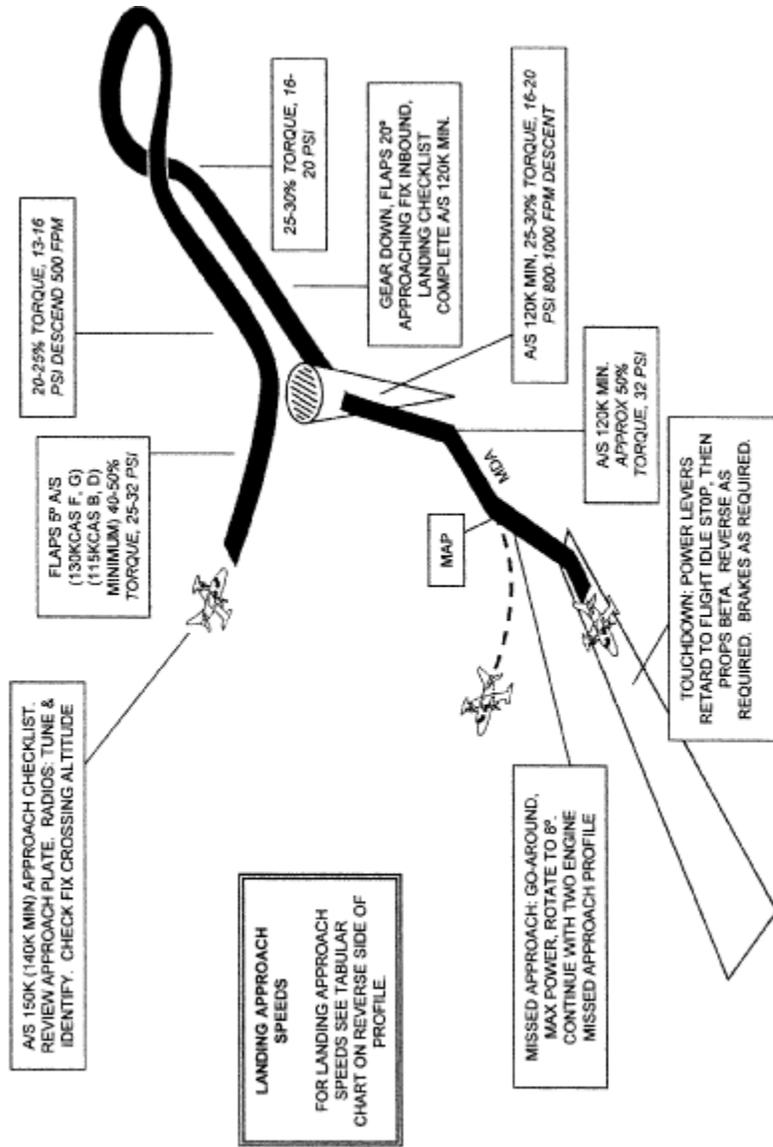 A/S 150K (140K MIN) APPROACH CHECKLIST.
REVIEW APPROACH PLATE. RADIOS: TUNE &
IDENTIFY. CHECK FIX CROSSING ALTITUDE
FLAPS 5º A/S
(130KCAS F, G)
(115KCAS B, D)
MINIMUM) 40-50%
TORQUE, 25-32 PSI
20-25% TORQUE, 13-16
PSI DESCEND 500 FPM
25-30% TORQUE, 16-
20 PSI
GEAR DOWN, FLAPS 20º
APPROACHING FIX INBOUND,
LANDING CHECKLIST
COMPLETE A/S 120K MIN.
A/S 120K MIN, 25-30% TORQUE, 16-20
PSI 800-1000 FPM DESCENT
A/S 120K MIN.
APPROX 50%
TORQUE, 32 PSI
MDA
MAP
LANDING APPROACH
SPEEDS
FOR LANDING APPROACH
SPEEDS SEE TABULAR
CHART ON REVERSE SIDE OF
PROFILE.
MISSED APPROACH: GO-AROUND,
MAX POWER, ROTATE TO 8º.
CONTINUE WITH TWO ENGINE
MISSED APPROACH PROFILE
TOUCHDOWN: POWER LEVERS
RETARD TO FLIGHT IDLE STOP, THEN
PROPS BETA. REVERSE AS
REQUIRED. BRAKES AS REQUIRED.